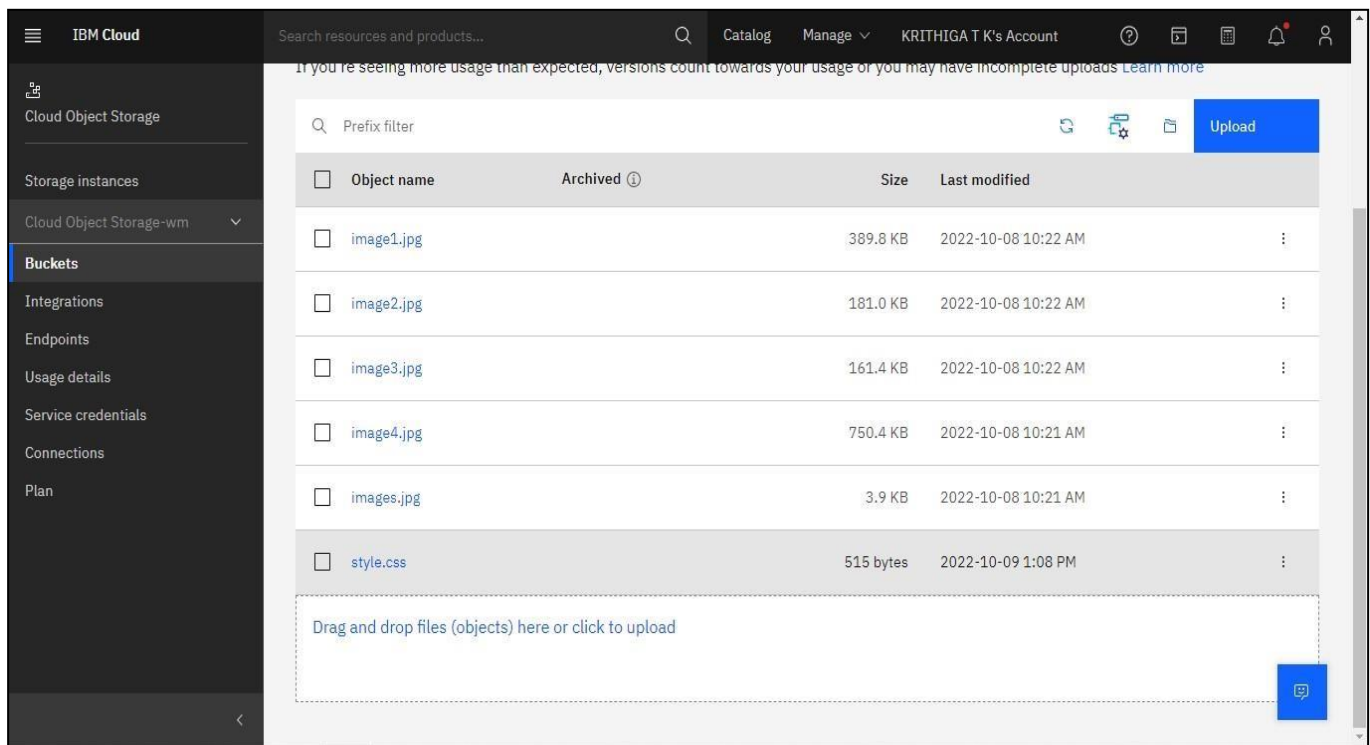 IBM Cloud
Search resources and products...
Catalog
Manage
KRITHIGA T K's Account
If you're seeing more usage than expected, versions count towards your usage or you may have incomplete uploads Learn more
Cloud Object Storage
Storage instances
Cloud Object Storage-wm
Buckets
Integrations
Endpoints
Usage details
Service credentials
Connections
Plan
Prefix filter
Upload
Object name Archived Size Last modified
image1.jpg 389.8 KB 2022-10-08 10:22 AM
image2.jpg 181.0 KB 2022-10-08 10:22 AM
image3.jpg 161.4 KB 2022-10-08 10:22 AM
image4.jpg 750.4 KB 2022-10-08 10:21 AM
images.jpg 3.9 KB 2022-10-08 10:21 AM
style.css 515 bytes 2022-10-09 1:08 PM
Drag and drop files (objects) here or click to upload